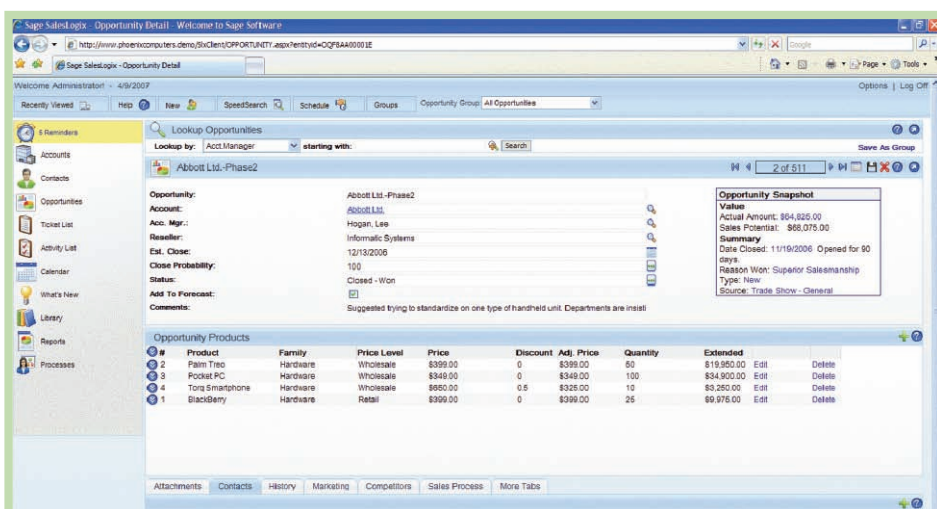 Sage SalesLogix - Opportunity Detail - Welcome to Sage Software
http://www.phoenixcomputers.demo/SlxClient/OPPORTUNITY.aspx?entityid=OQF8AA00001E
Google
Sage SalesLogix - Opportunity Detail
Page Tools
Welcome Administrator! - 4/9/2007 Options | Log Off
Recently Viewed Help New SpeedSearch Schedule Groups Opportunity Group: All Opportunities
6 Reminders
Accounts
Contacts
Opportunities
Ticket List
Activity List
Calendar
What's New
Library
Reports
Processes
Lookup Opportunities
Lookup by: Acct.Manager starting with: Search Save As Group
Abbott Ltd.-Phase2 2 of 511
Opportunity: Abbott Ltd.-Phase2
Account: Abbott Ltd.
Acc. Mgr.: Hogan, Lee
Reseller: Informatic Systems
Est. Close: 12/13/2006
Close Probability: 100
Status: Closed - Won
Add To Forecast:
Comments: Suggested trying to standardize on one type of handheld unit. Departments are insisti
Opportunity Snapshot
Value
Actual Amount: $64,826.00
Sales Potential: $68,075.00
Summary
Date Closed: 11/19/2006 Opened for 90
days.
Reason Won: Superior Salesmanship
Type: New
Source: Trade Show - General
Opportunity Products
# Product Family Price Level Price Discount Adj. Price Quantity Extended
2 Palm Treo Hardware Wholesale $399.00 0 $399.00 50 $19,950.00 Edit Delete
3 Pocket PC Hardware Wholesale $349.00 0 $349.00 100 $34,900.00 Edit Delete
4 Torq Smartphone Hardware Wholesale $650.00 0.5 $325.00 10 $3,250.00 Edit Delete
1 BlackBerry Hardware Retail $399.00 0 $399.00 25 $9,975.00 Edit Delete
Attachments Contacts History Marketing Competitors Sales Process More Tabs